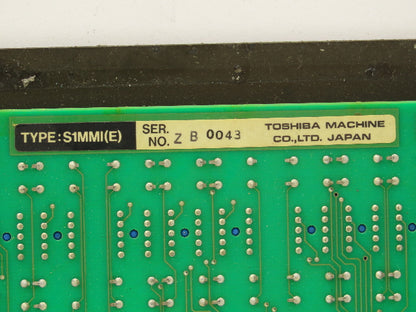 TYPE:S1MMI(E)
SER. NO. Z B 0043
TOSHIBA MACHINE
CO.,LTD. JAPAN